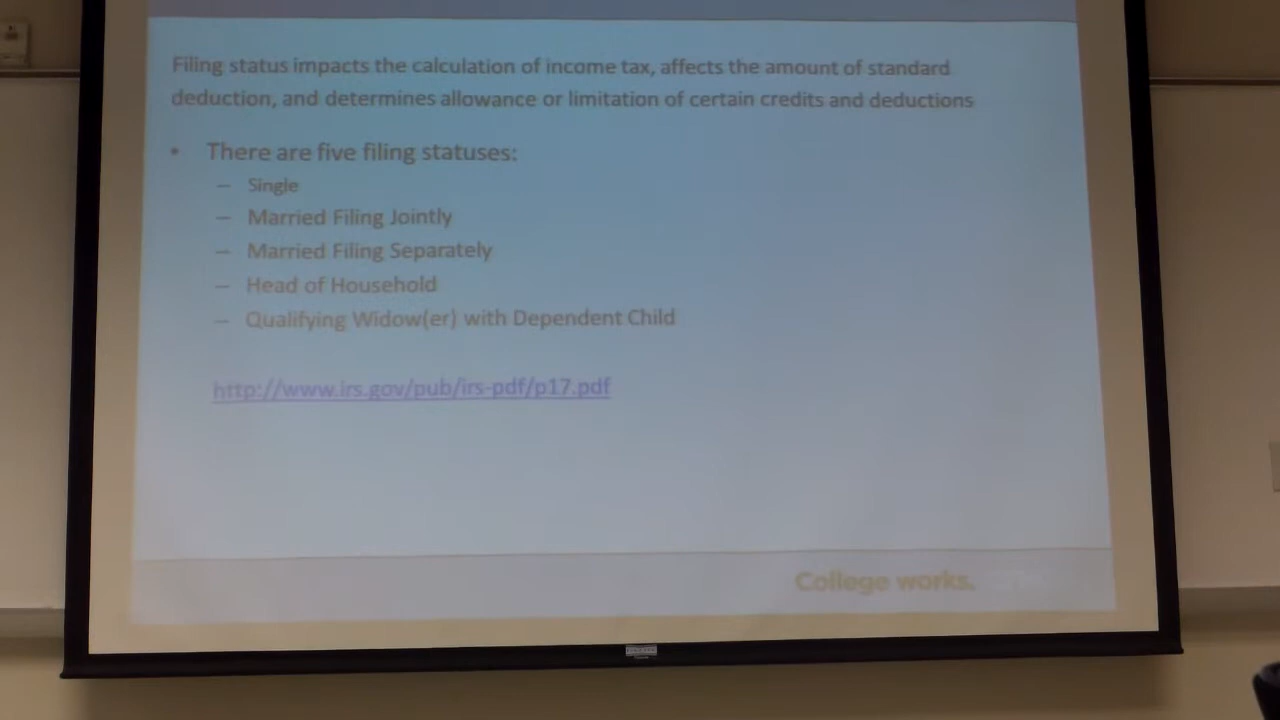 Filing status impacts the calculation of income tax, affects the amount of standard
deduction, and determines allowance or limitation of certain credits and deductions
• There are five filing statuses:
– Single
– Married Filing Jointly
– Married Filing Separately
– Head of Household
– Qualifying Widow(er) with Dependent Child
http://www.irs.gov/pub/irs-pdf/p17.pdf
College works.